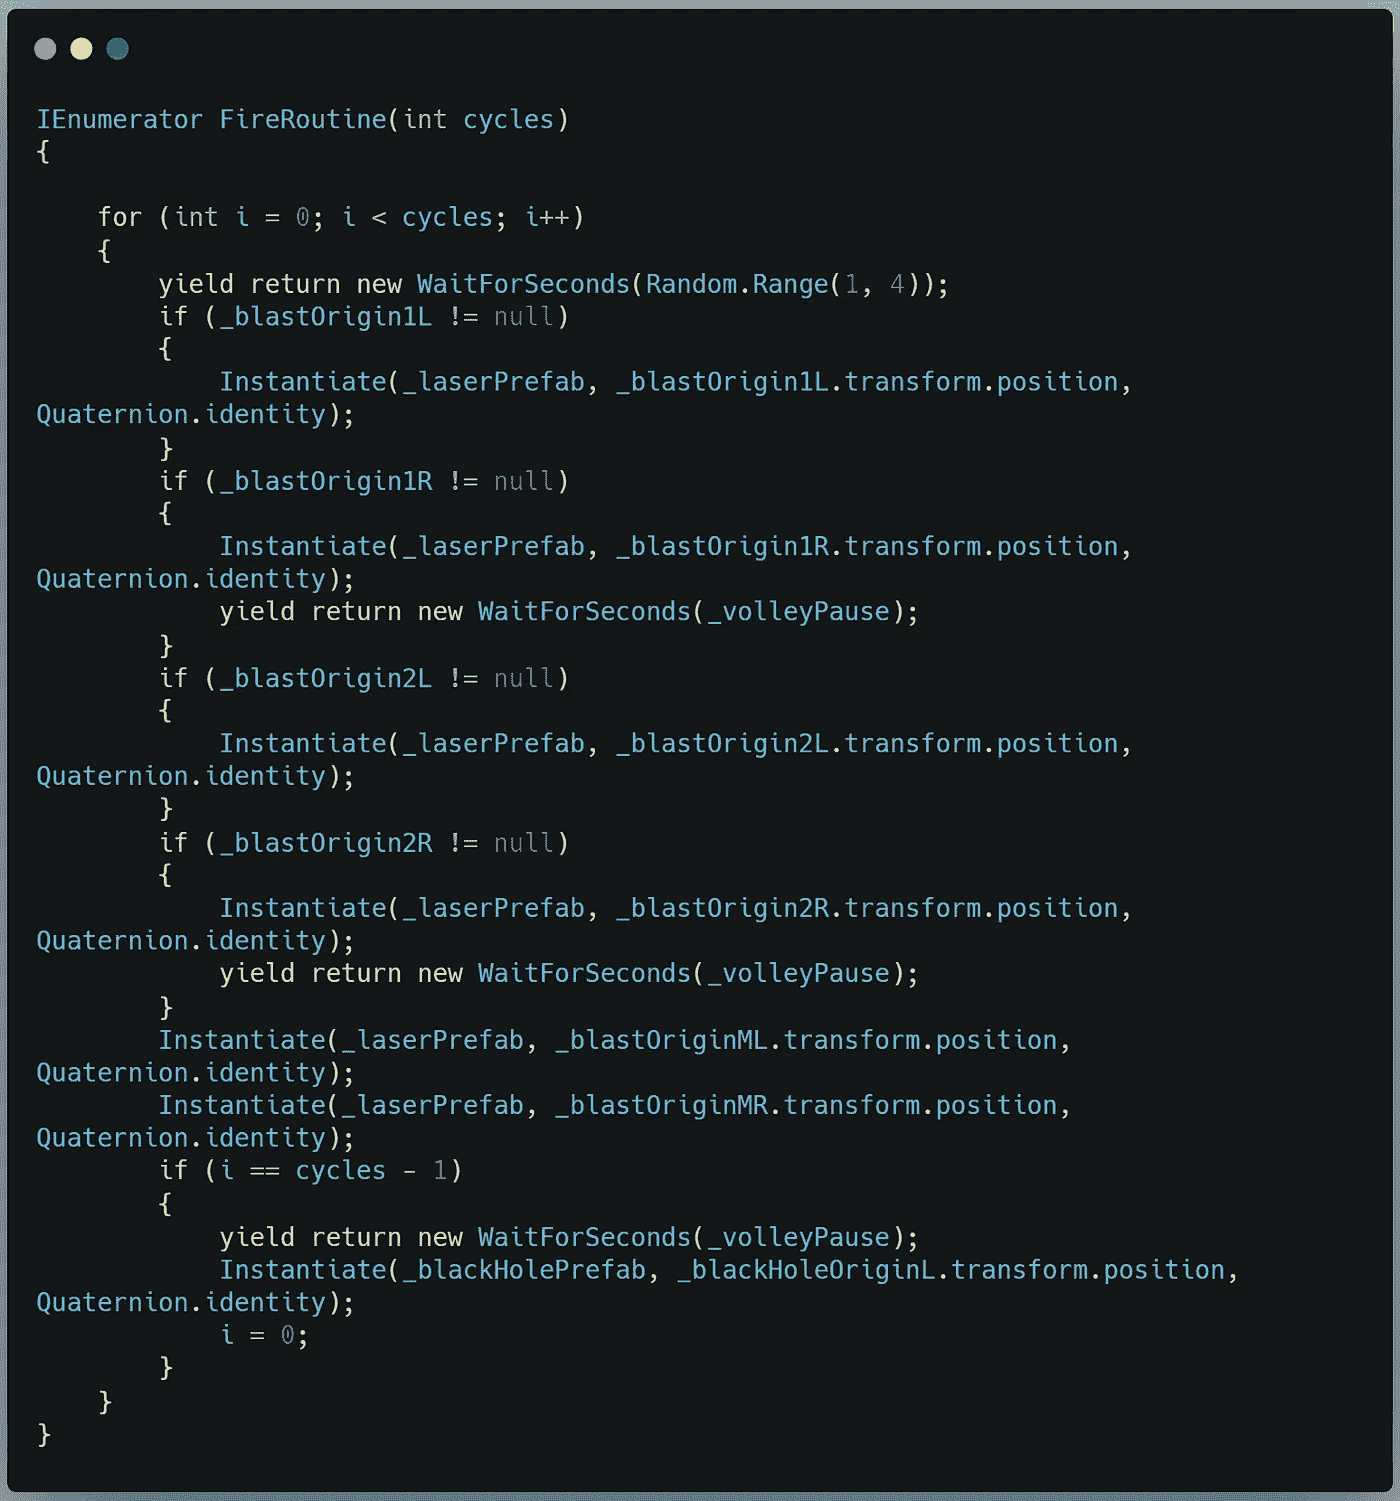 IEnumerator FireRoutine(int cycles)
{
for (int i = 0; i < cycles; i++)
{
yield return new WaitForSeconds(Random.Range(1, 4));
if (_blastOrigin1L != null)
{
Instantiate(_laserPrefab, _blastOrigin1L.transform.position,
Quaternion.identity);
}
if (_blastOrigin1R != null)
{
Instantiate(_laserPrefab, _blastOrigin1R.transform.position,
Quaternion.identity);
yield return new WaitForSeconds(_volleyPause);
}
if (_blastOrigin2L != null)
{
Instantiate(_laserPrefab, _blastOrigin2L.transform.position,
Quaternion.identity);
}
if (_blastOrigin2R != null)
{
Instantiate(_laserPrefab, _blastOrigin2R.transform.position,
Quaternion.identity);
yield return new WaitForSeconds(_volleyPause);
}
Instantiate(_laserPrefab, _blastOriginML.transform.position,
Quaternion.identity);
Instantiate(_laserPrefab, _blastOriginMR.transform.position,
Quaternion.identity);
if (i == cycles - 1)
{
yield return new WaitForSeconds(_volleyPause);
Instantiate(_blackHolePrefab, _blackHoleOriginL.transform.position,
Quaternion.identity);
i = 0;
}
}
}